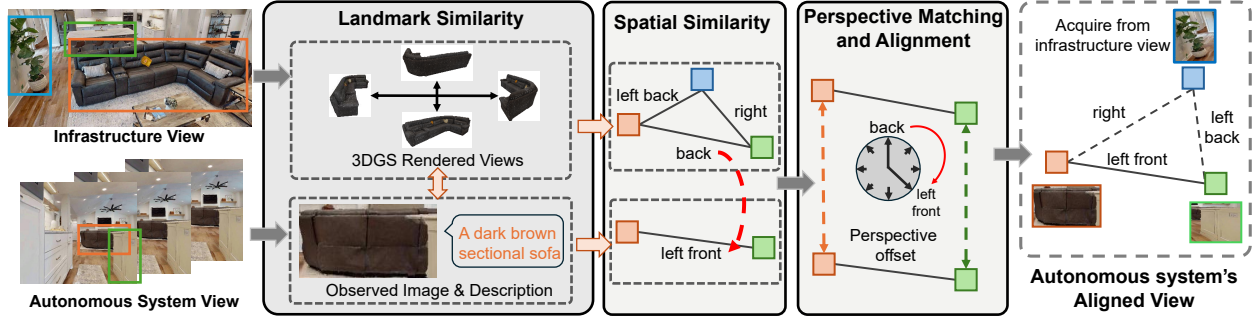 Infrastructure View
Autonomous System View
Landmark Similarity
3DGS Rendered Views
A dark brown
sectional sofa
Observed Image & Description
Spatial Similarity
left back
right
back
left front
Perspective Matching
and Alignment
back
left
front
Perspective
offset
Acquire from
infrastructure view
right
left
back
left front
Autonomous system's
Aligned View